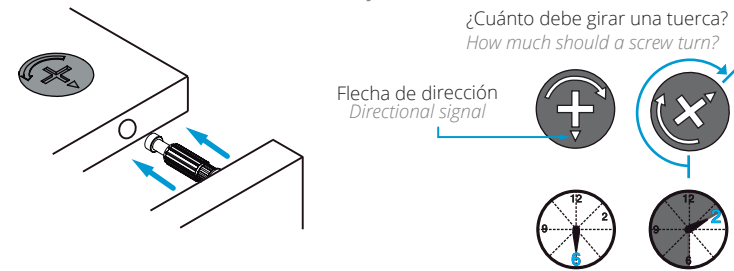 ¿Cuánto debe girar una tuerca?
How much should a screw turn?
Flecha de dirección
Directional signal
12
2
9
6
12
2
9
6